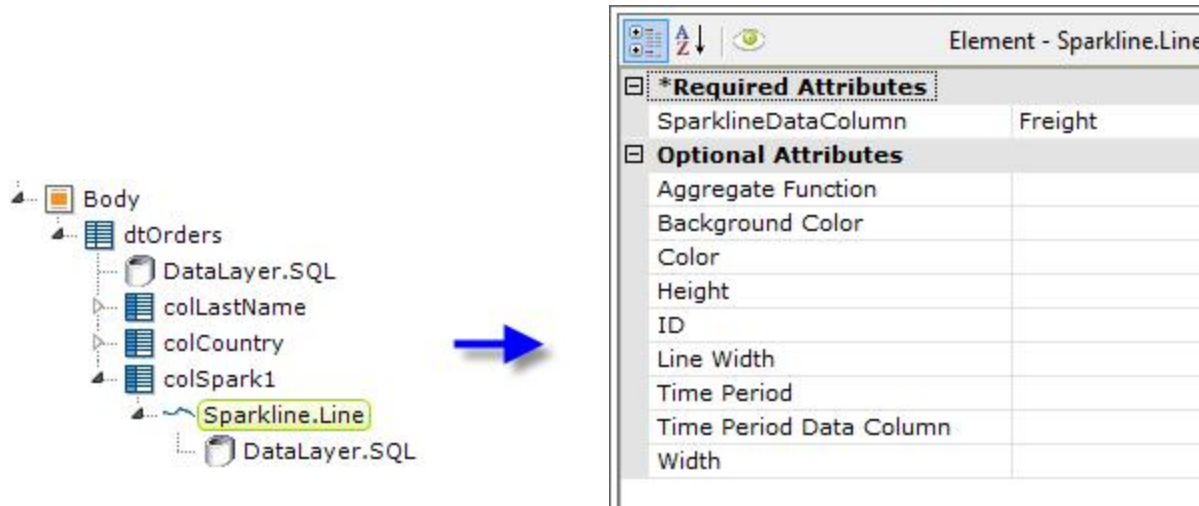 Body
dtOrders
DataLayer.SQL
colLastName
colCountry
colSpark1
Sparkline.Line
DataLayer.SQL
A
Z
Element - Sparkline.Line
*Required Attributes
SparklineDataColumn Freight
Optional Attributes
Aggregate Function
Background Color
Color
Height
ID
Line Width
Time Period
Time Period Data Column
Width